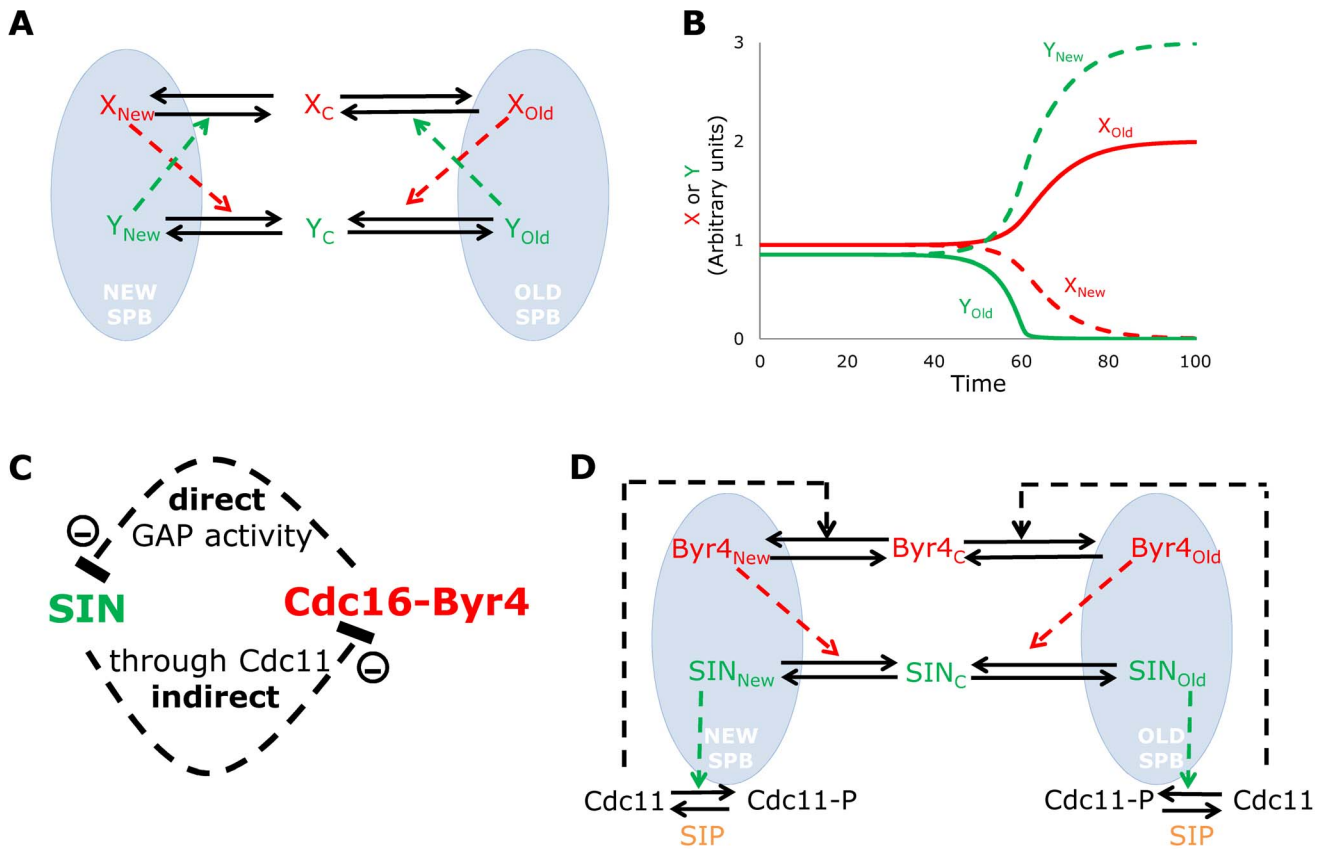 A
X_New
X_C
X_Old
Y_New
Y_C
Y_Old
NEW
SPB
OLD
SPB
B
X or Y
(Arbitrary units)
3
2
1
0
Y_New
X_Old
X_New
Y_Old
0
20
40
60
80
100
Time
C
direct
GAP activity
SIN
Cdc16-Byr4
through Cdc11
indirect
D
Byr4_New
Byr4_C
Byr4_Old
SIN_New
SIN_C
SIN_Old
NEW
SPB
OLD
SPB
Cdc11
Cdc11-P
SIP
Cdc11-P
Cdc11
SIP